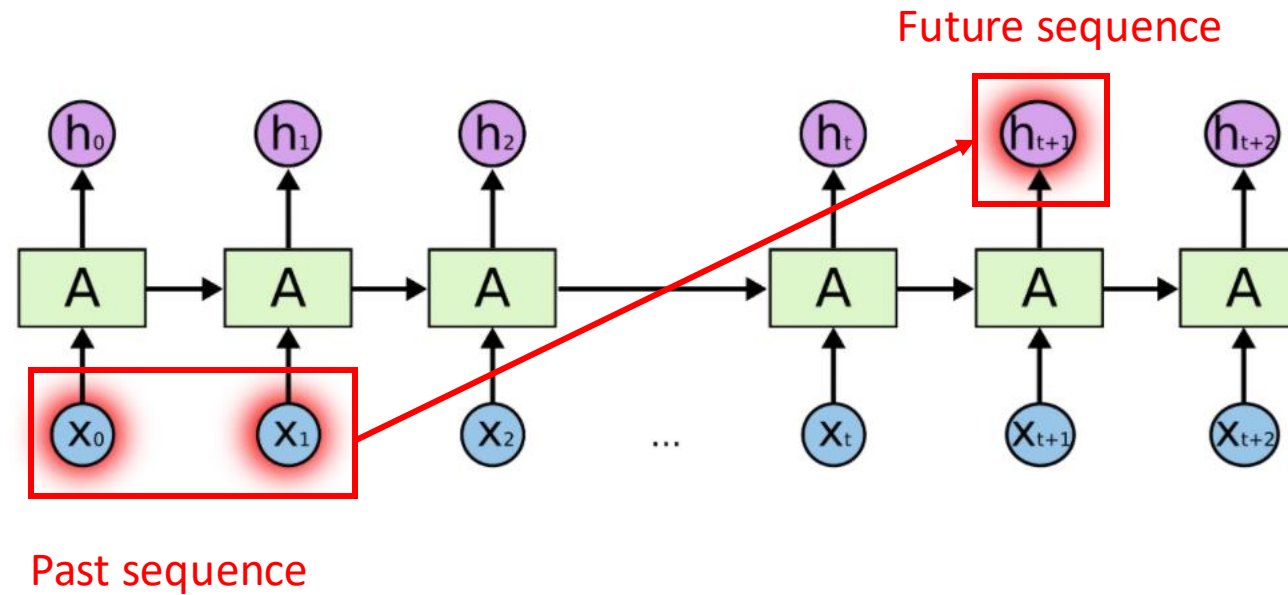 Future sequence
h0 h1 h2 ht ht+1 ht+2
A A A A A A
x0 x1 x2 ... xt xt+1 xt+2
Past sequence